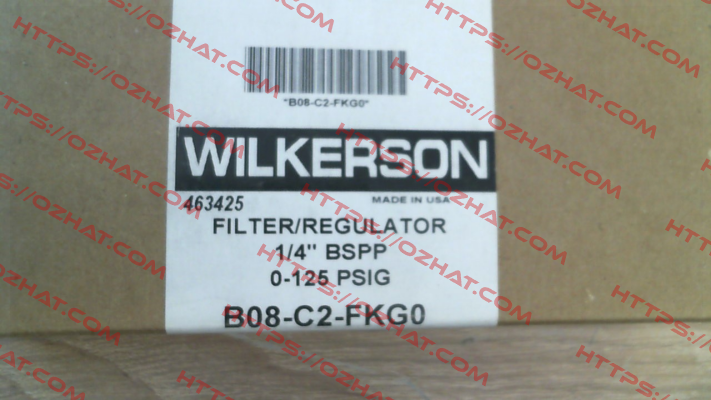 *B08-C2-FKG0*
WILKERSON
463425 MADE IN USA
FILTER/REGULATOR
1/4" BSPP
0-125 PSIG
B08-C2-FKG0
HTTPS://OZHAT.COM